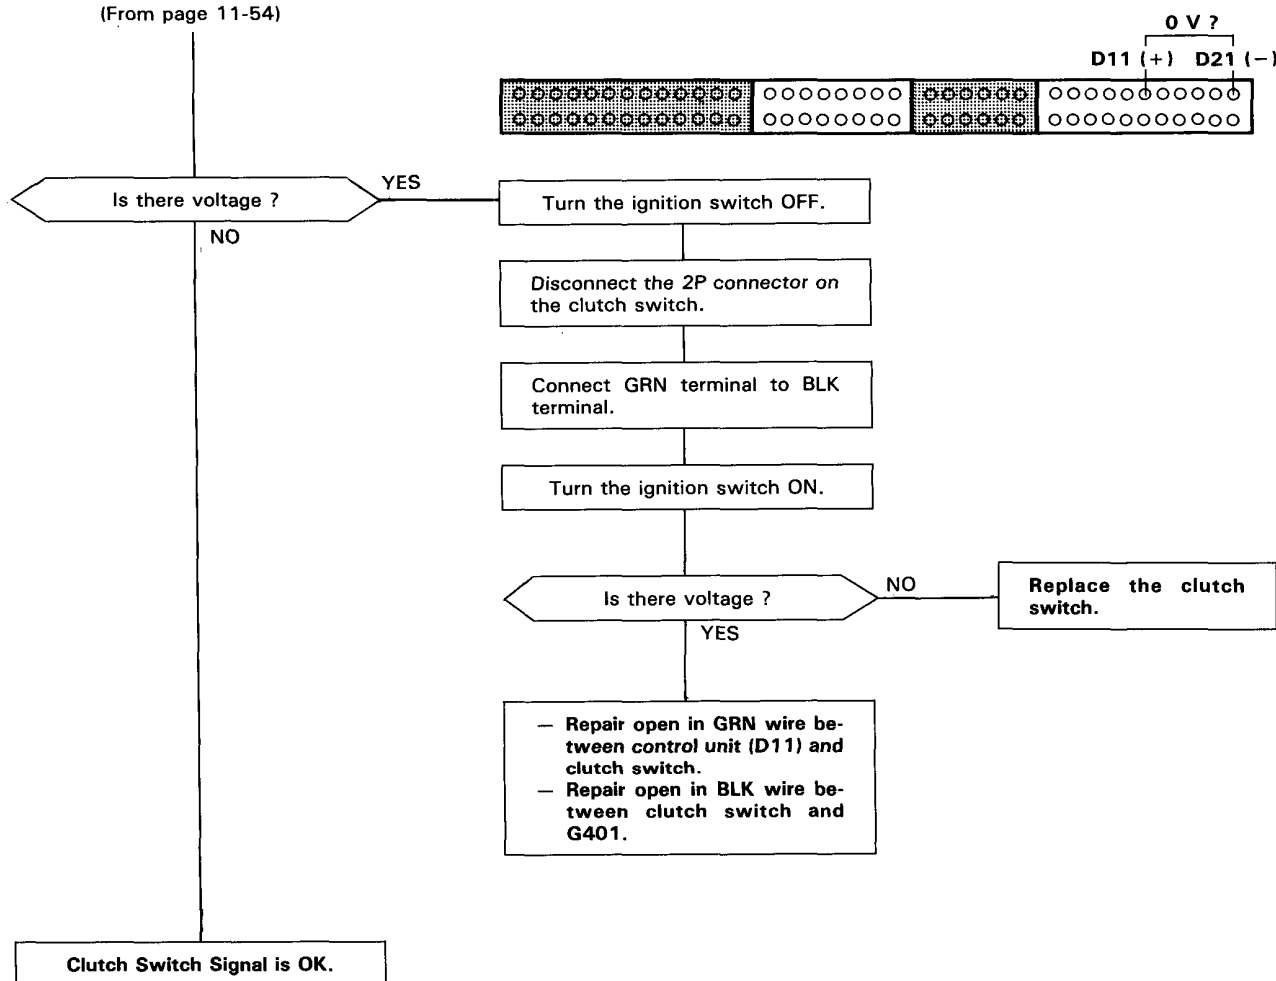 (From page 11-54)
0 V ?
D11 (+) D21 (−)
Is there voltage ?
YES
NO
Turn the ignition switch OFF.
Disconnect the 2P connector on
the clutch switch.
Connect GRN terminal to BLK
terminal.
Turn the ignition switch ON.
Is there voltage ?
NO
YES
Replace the clutch
switch.
— Repair open in GRN wire be-
tween control unit (D11) and
clutch switch.
— Repair open in BLK wire be-
tween clutch switch and
G401.
Clutch Switch Signal is OK.